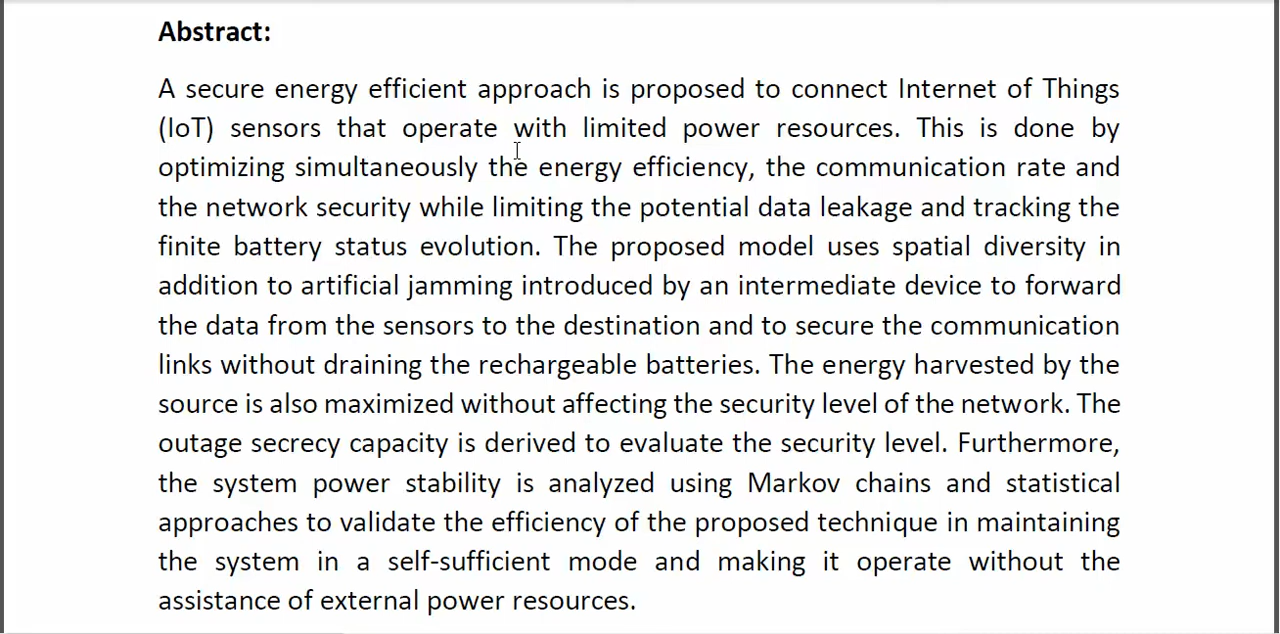 Abstract:
A secure energy efficient approach is proposed to connect Internet of Things
(IoT) sensors that operate with limited power resources. This is done by
optimizing simultaneously the energy efficiency, the communication rate and
the network security while limiting the potential data leakage and tracking the
finite battery status evolution. The proposed model uses spatial diversity in
addition to artificial jamming introduced by an intermediate device to forward
the data from the sensors to the destination and to secure the communication
links without draining the rechargeable batteries. The energy harvested by the
source is also maximized without affecting the security level of the network. The
outage secrecy capacity is derived to evaluate the security level. Furthermore,
the system power stability is analyzed using Markov chains and statistical
approaches to validate the efficiency of the proposed technique in maintaining
the system in a self-sufficient mode and making it operate without the
assistance of external power resources.